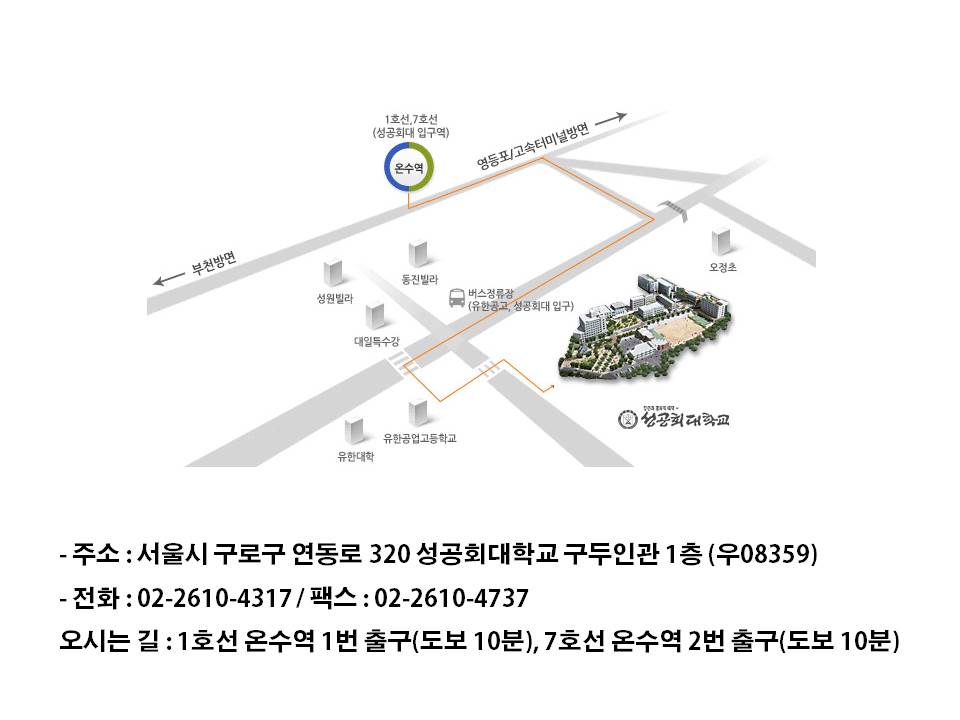 1호선,7호선
(성공회대 입구역)
온수역
영등포/고속터미널방면
부천방면
성원빌라
동진빌라
대일특수강
버스정류장
(유한공고, 성공회대 입구)
오정초
유한공업고등학교
유한대학
성공회대학교
- 주소 : 서울시 구로구 연동로 320 성공회대학교 구두인관 1층 (우08359)
- 전화 : 02-2610-4317 / 팩스 : 02-2610-4737
오시는 길 : 1호선 온수역 1번 출구(도보 10분), 7호선 온수역 2번 출구(도보 10분)